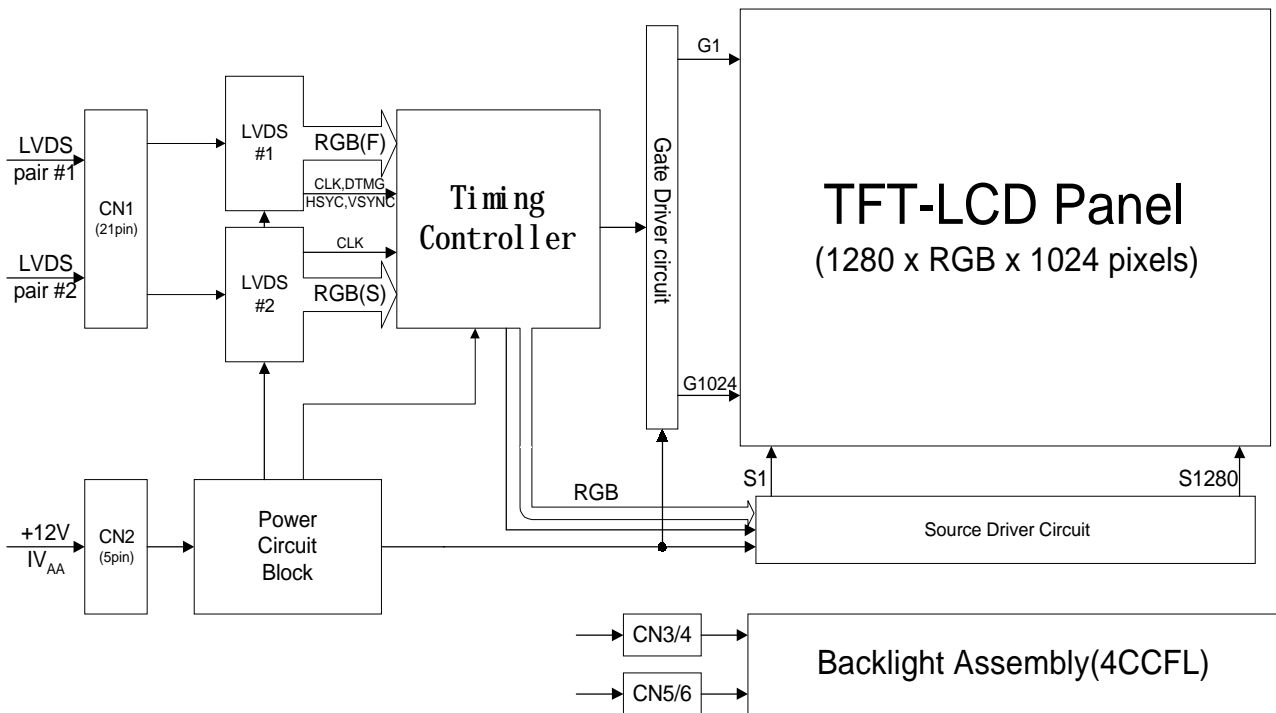 LVDS
pair #1
LVDS
pair #2
CN1
(21pin)
LVDS
#1
LVDS
#2
RGB(F)
CLK,DTMG
HSYC,VSYNC
CLK
RGB(S)
Timing
Controller
Gate Driver circuit
G1
G1024
TFT-LCD Panel
(1280 x RGB x 1024 pixels)
S1
S1280
RGB
Source Driver Circuit
+12V
IVAA
CN2
(5pin)
Power
Circuit
Block
CN3/4
CN5/6
Backlight Assembly(4CCFL)